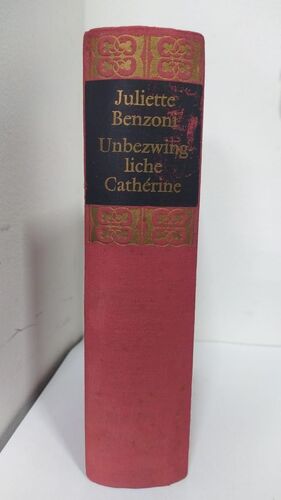 Juliette
Benzoni
Unbezwing
liche
Cathérine